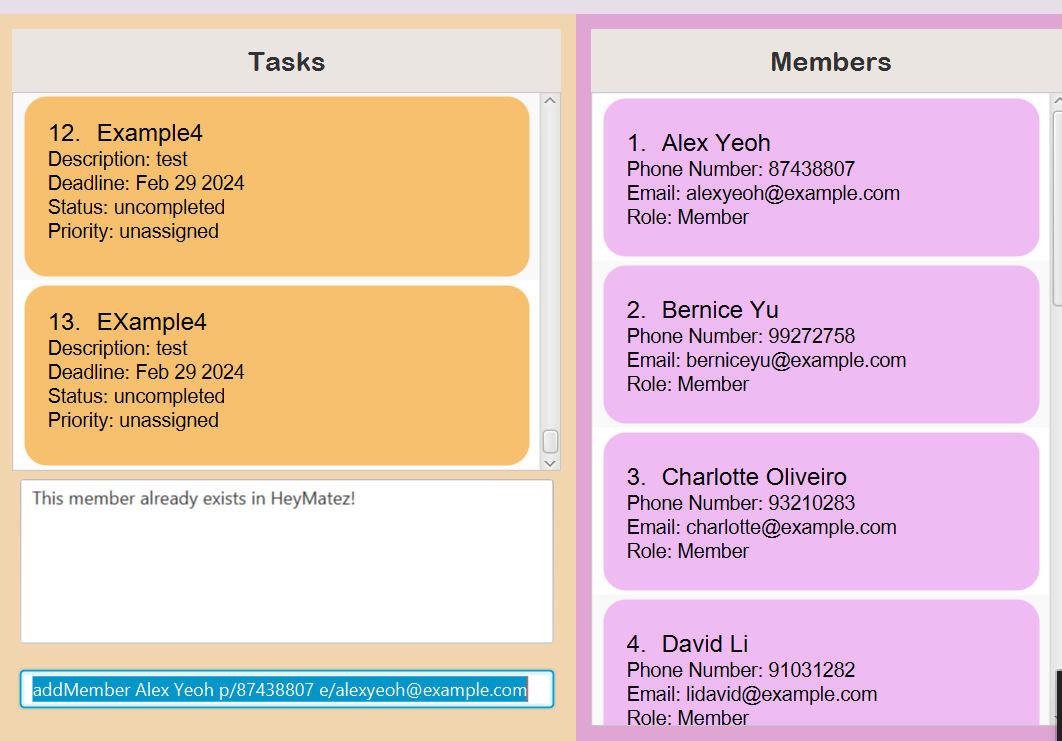 Tasks
12. Example4
Description: test
Deadline: Feb 29 2024
Status: uncompleted
Priority: unassigned
13. EXample4
Description: test
Deadline: Feb 29 2024
Status: uncompleted
Priority: unassigned
This member already exists in HeyMatez!
addMember Alex Yeoh p/87438807 e/alexyeoh@example.com
Members
1. Alex Yeoh
Phone Number: 87438807
Email: alexyeoh@example.com
Role: Member
2. Bernice Yu
Phone Number: 99272758
Email: berniceyu@example.com
Role: Member
3. Charlotte Oliveiro
Phone Number: 93210283
Email: charlotte@example.com
Role: Member
4. David Li
Phone Number: 91031282
Email: lidavid@example.com
Role: Member